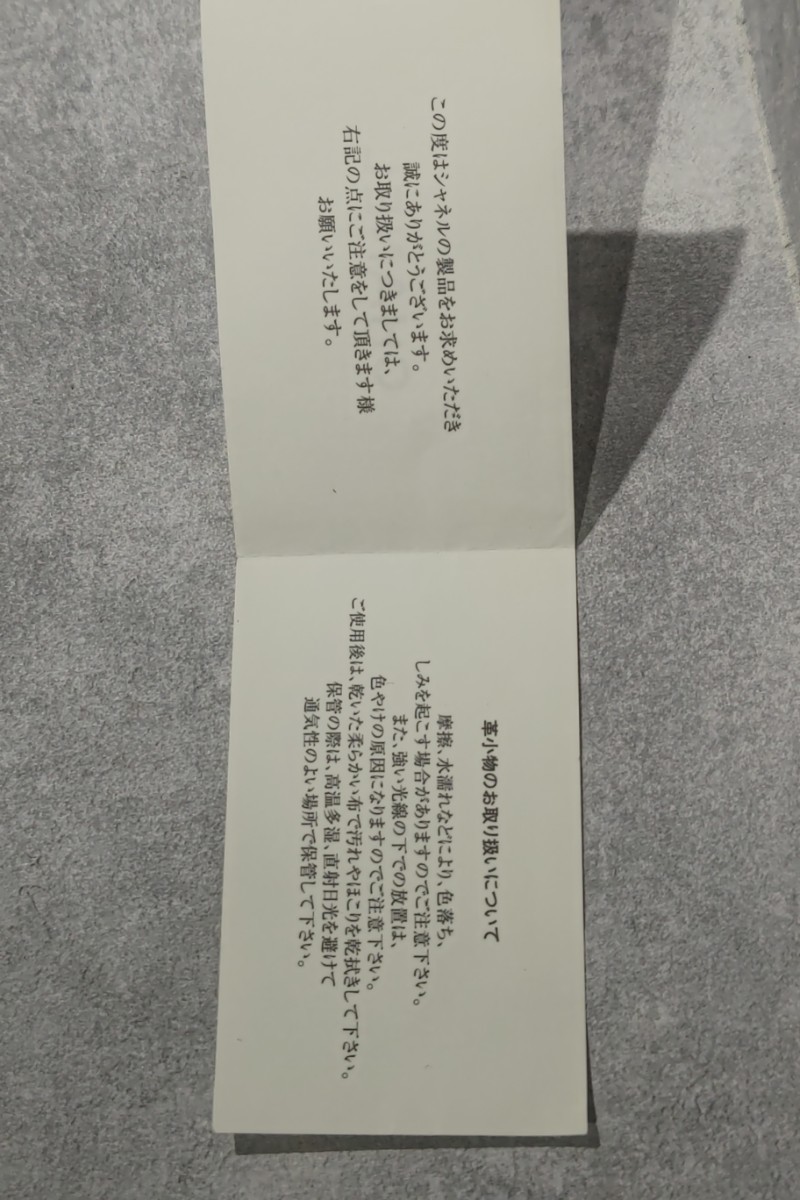 この度はシャネルの製品をお求めいただき
誠にありがとうございます。
お取り扱いにつきましては、
右記の点にご注意をして頂きます様
お願いいたします。
革小物のお取り扱いについて
摩擦、水濡れなどにより、色落ち、
しみを起こす場合がありますのでご注意下さい。
また、強い光線の下での放置は、
色やけの原因になりますのでご注意下さい。
ご使用後は、乾いた柔らかい布で汚れやほこりを乾拭きして下さい。
保管の際は、高温多湿、直射日光を避けて
通気性のよい場所で保管して下さい。